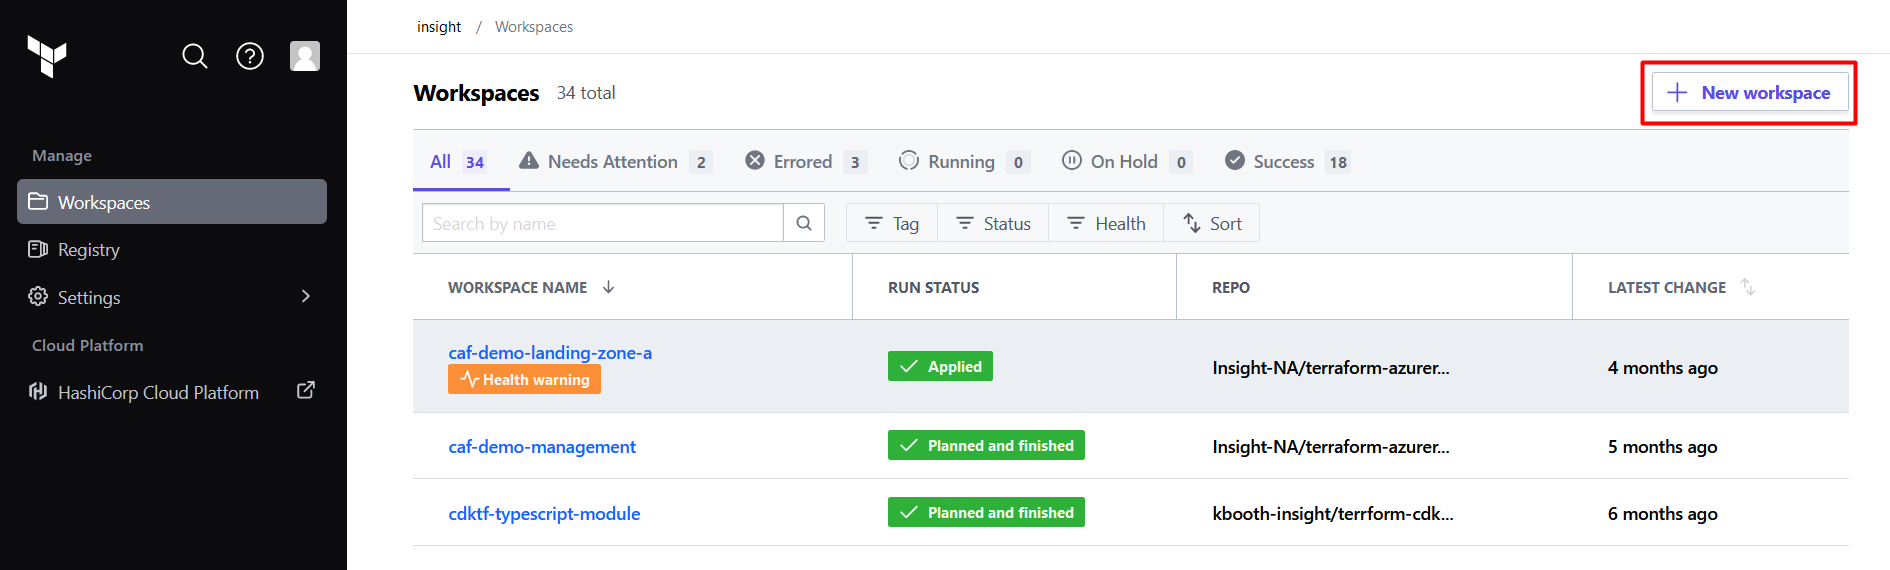 insight / Workspaces
Workspaces 34 total
New workspace
Manage
Workspaces
Registry
Settings
Cloud Platform
HashiCorp Cloud Platform
All 34 Needs Attention 2 Errored 3 Running 0 On Hold 0 Success 18
Search by name Tag Status Health Sort
WORKSPACE NAME RUN STATUS REPO LATEST CHANGE
caf-demo-landing-zone-a
Health warning
Applied Insight-NA/terraform-azurer... 4 months ago
caf-demo-management Planned and finished Insight-NA/terraform-azurer... 5 months ago
cdktf-typescript-module Planned and finished kbooth-insight/terrform-cdk... 6 months ago